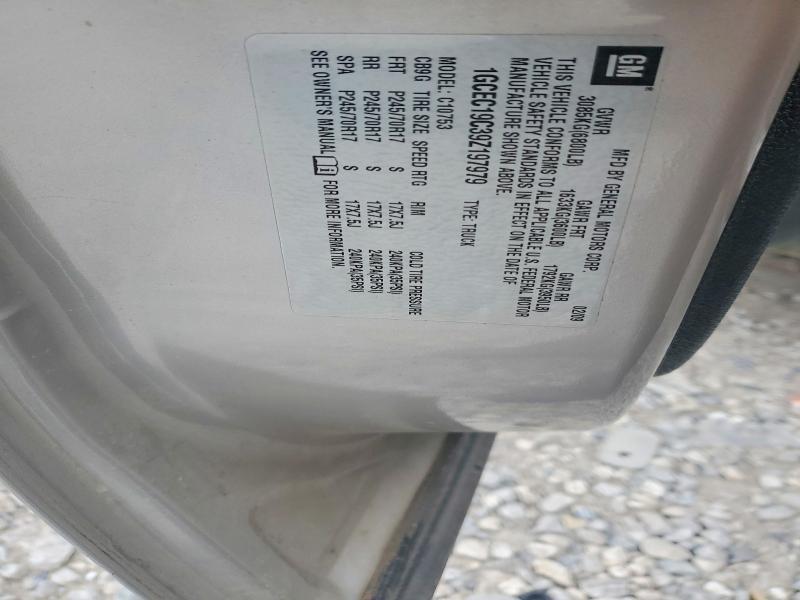 GM ®
MFD BY GENERAL MOTORS CORP. 02/09
GVWR GAWR FRT GAWR RR
3085KG(6800LB) 1633KG(3600LB) 1792KG(3950LB)
THIS VEHICLE CONFORMS TO ALL APPLICABLE U.S. FEDERAL MOTOR
VEHICLE SAFETY STANDARDS IN EFFECT ON THE DATE OF
MANUFACTURE SHOWN ABOVE.
1GCEC19C39Z197979 TYPE: TRUCK
MODEL: C10753
CB9G TIRE SIZE SPEED RTG RIM COLD TIRE PRESSURE
FRT P245/70R17 S 17X7.5J 240KPA(35PSI)
RR P245/70R17 S 17X7.5J 240KPA(35PSI)
SPA P245/70R17 S 17X7.5J 240KPA(35PSI)
SEE OWNER'S MANUAL FOR MORE INFORMATION.